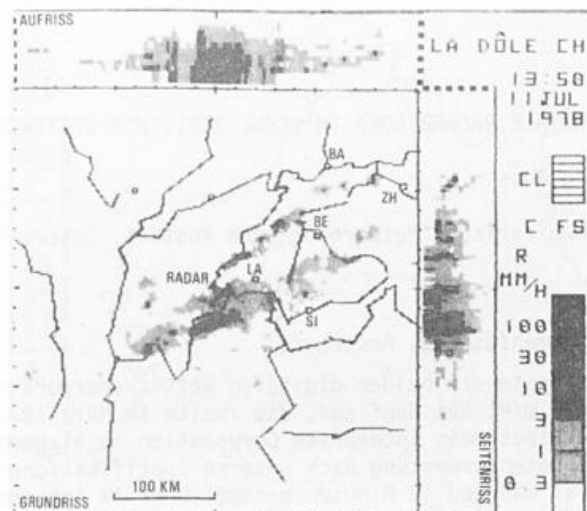 AUFRISS
LA DÔLE CH
13:50
11 JUL
1978
BA
ZH
CL
BE
C FS
R
MM/H
RADAR
LA
SI
100
30
10
3
1
0.3
SEITENRISS
100 KM
GRUNDRISS